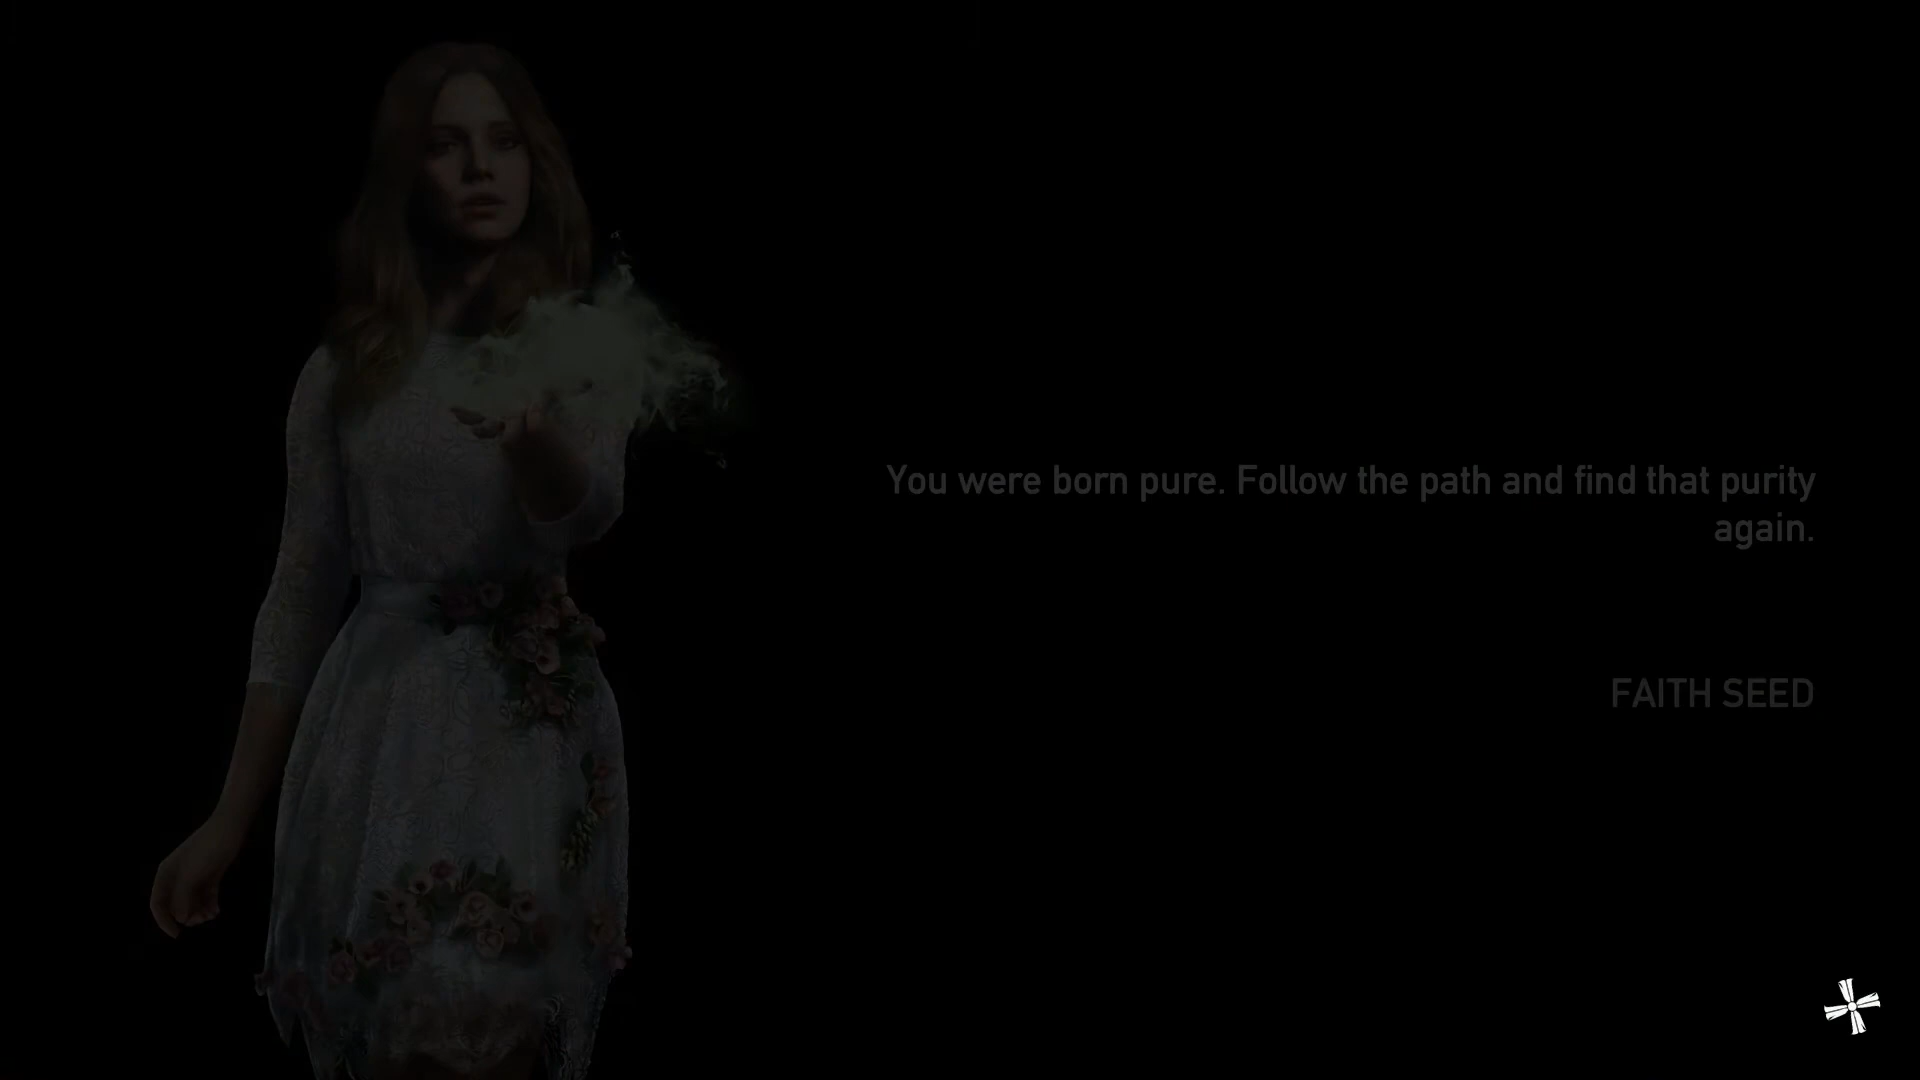 You were born pure. Follow the path and find that purity
again.
FAITH SEED